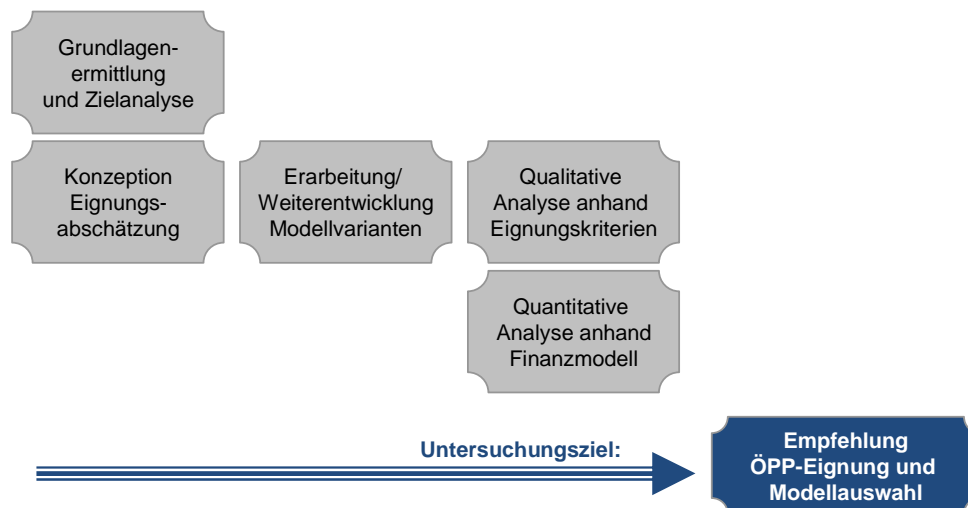 Grundlagen-
ermittlung
und Zielanalyse
Konzeption
Eignungs-
abschätzung
Erarbeitung/
Weiterentwicklung
Modellvarianten
Qualitative
Analyse anhand
Eignungskriterien
Quantitative
Analyse anhand
Finanzmodell
Untersuchungsziel:
Empfehlung
ÖPP-Eignung und
Modellauswahl